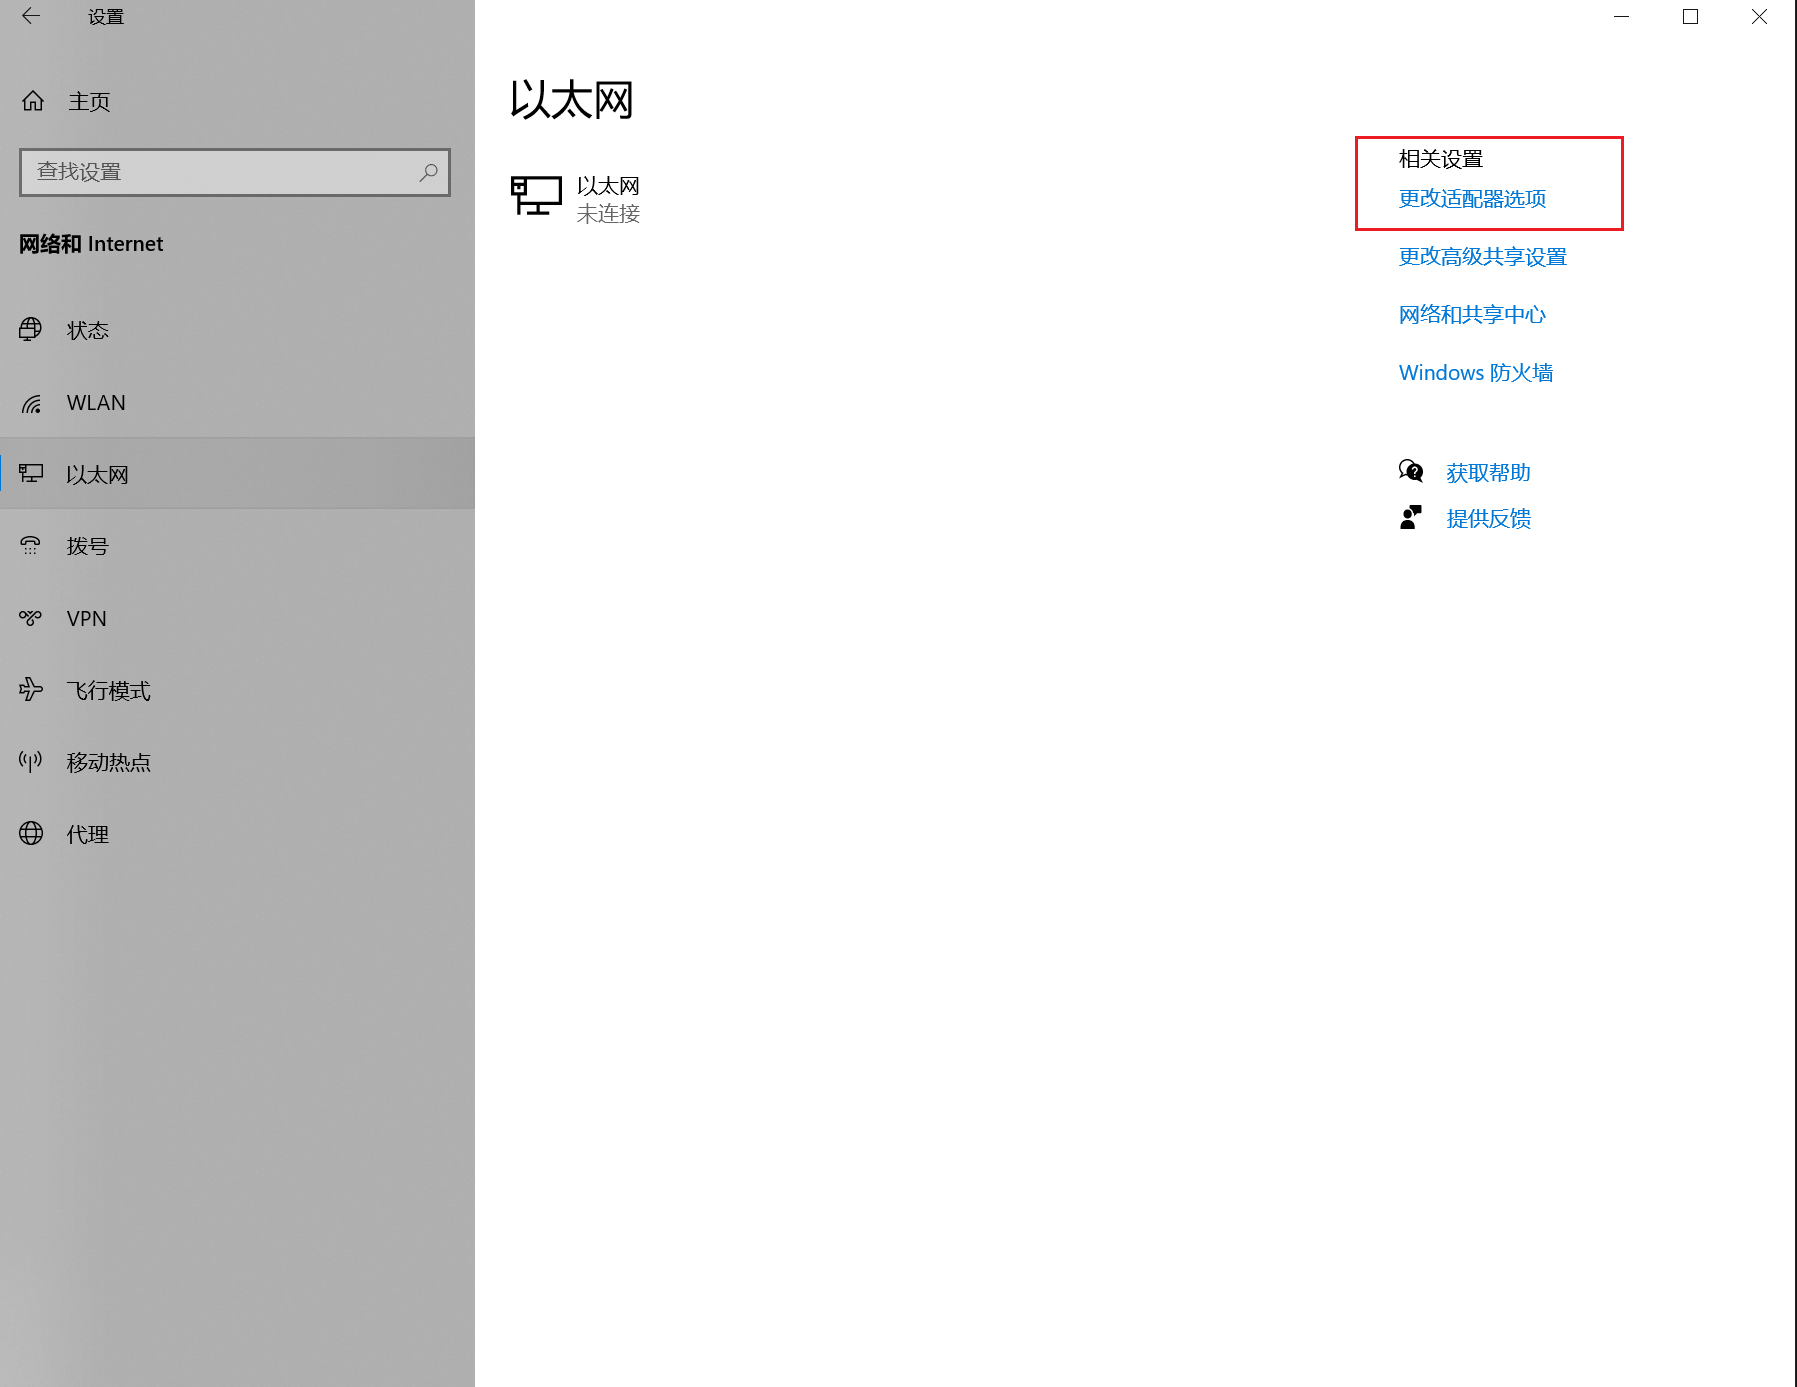 设置
主页
查找设置
网络和 Internet
状态
WLAN
以太网
拨号
VPN
飞行模式
移动热点
代理
以太网
以太网
未连接
相关设置
更改适配器选项
更改高级共享设置
网络和共享中心
Windows 防火墙
获取帮助
提供反馈